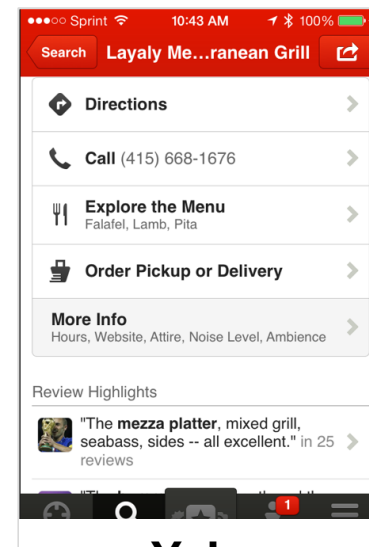 Sprint 10:43 AM 100%
Search Layaly Me...ranean Grill
Directions
Call (415) 668-1676
Explore the Menu
Falafel, Lamb, Pita
Order Pickup or Delivery
More Info
Hours, Website, Attire, Noise Level, Ambience
Review Highlights
"The mezza platter, mixed grill,
seabass, sides -- all excellent." in 25
reviews
1